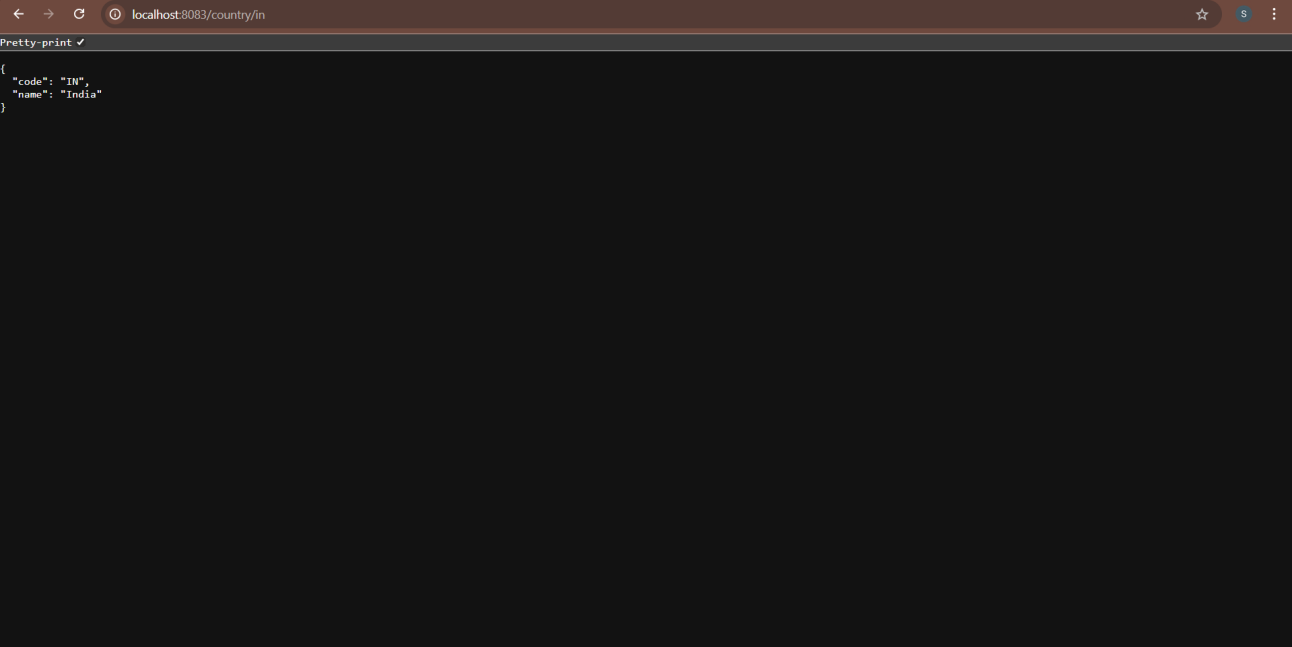 localhost:8083/country/in
S
Pretty-print
{
  "code": "IN",
  "name": "India"
}